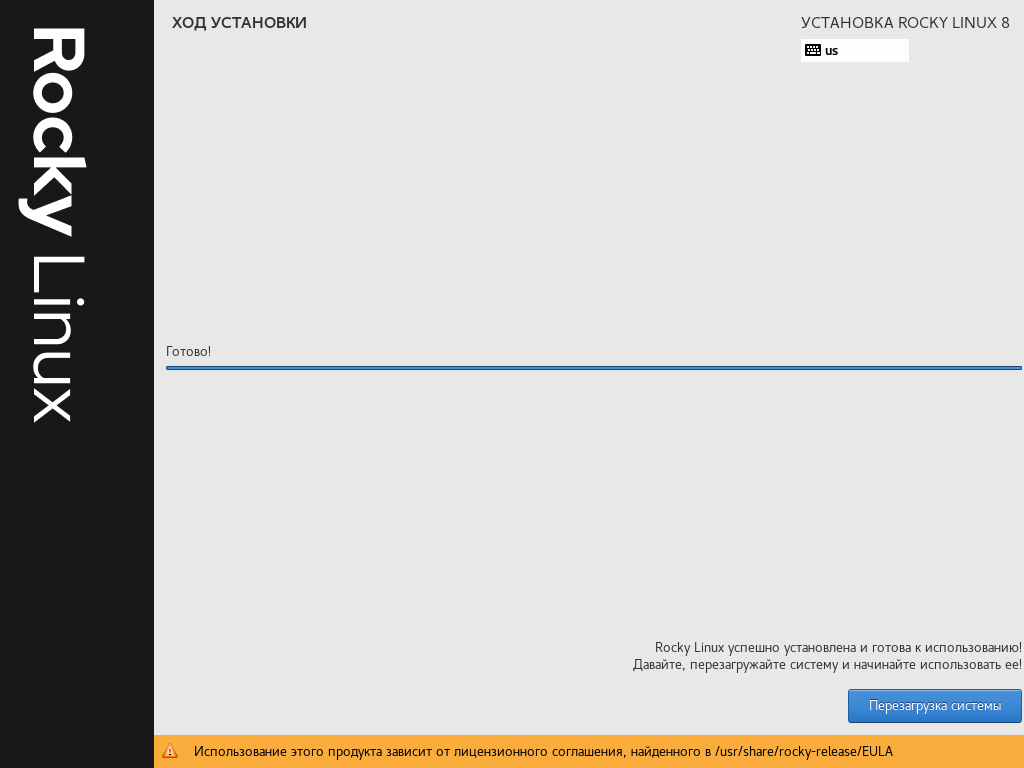 Rocky Linux
ХОД УСТАНОВКИ
УСТАНОВКА ROCKY LINUX 8
us
Готово!
Rocky Linux успешно установлена и готова к использованию!
Давайте, перезагружайте систему и начинайте использовать ее!
Перезагрузка системы
Использование этого продукта зависит от лицензионного соглашения, найденного в /usr/share/rocky-release/EULA